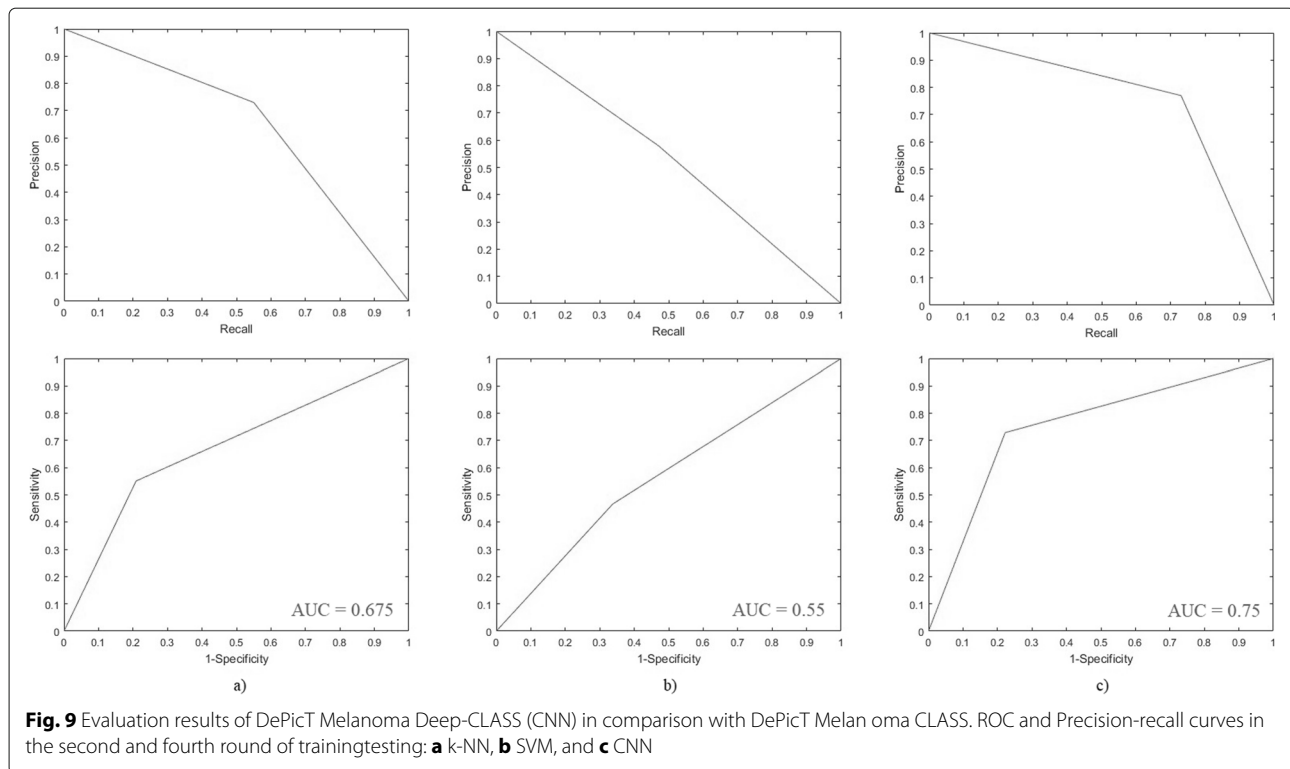 1
0.9
0.8
0.7
0.6
0.5
0.4
0.3
0.2
0.1
0
Precision
0 0.1 0.2 0.3 0.4 0.5 0.6 0.7 0.8 0.9 1
Recall
1
0.9
0.8
0.7
0.6
0.5
0.4
0.3
0.2
0.1
0
Precision
0 0.1 0.2 0.3 0.4 0.5 0.6 0.7 0.8 0.9 1
Recall
1
0.9
0.8
0.7
0.6
0.5
0.4
0.3
0.2
0.1
0
Precision
0 0.1 0.2 0.3 0.4 0.5 0.6 0.7 0.8 0.9 1
Recall
1
0.9
0.8
0.7
0.6
0.5
0.4
0.3
0.2
0.1
0
Sensitivity
AUC = 0.675
0 0.1 0.2 0.3 0.4 0.5 0.6 0.7 0.8 0.9 1
1-Specificity
a)
1
0.9
0.8
0.7
0.6
0.5
0.4
0.3
0.2
0.1
0
Sensitivity
AUC = 0.55
0 0.1 0.2 0.3 0.4 0.5 0.6 0.7 0.8 0.9 1
1-Specificity
b)
1
0.9
0.8
0.7
0.6
0.5
0.4
0.3
0.2
0.1
0
Sensitivity
AUC = 0.75
0 0.1 0.2 0.3 0.4 0.5 0.6 0.7 0.8 0.9 1
1-Specificity
c)
Fig. 9 Evaluation results of DePicT Melanoma Deep-CLASS (CNN) in comparison with DePicT Melan oma CLASS. ROC and Precision-recall curves in
the second and fourth round of trainingtesting: a k-NN, b SVM, and c CNN